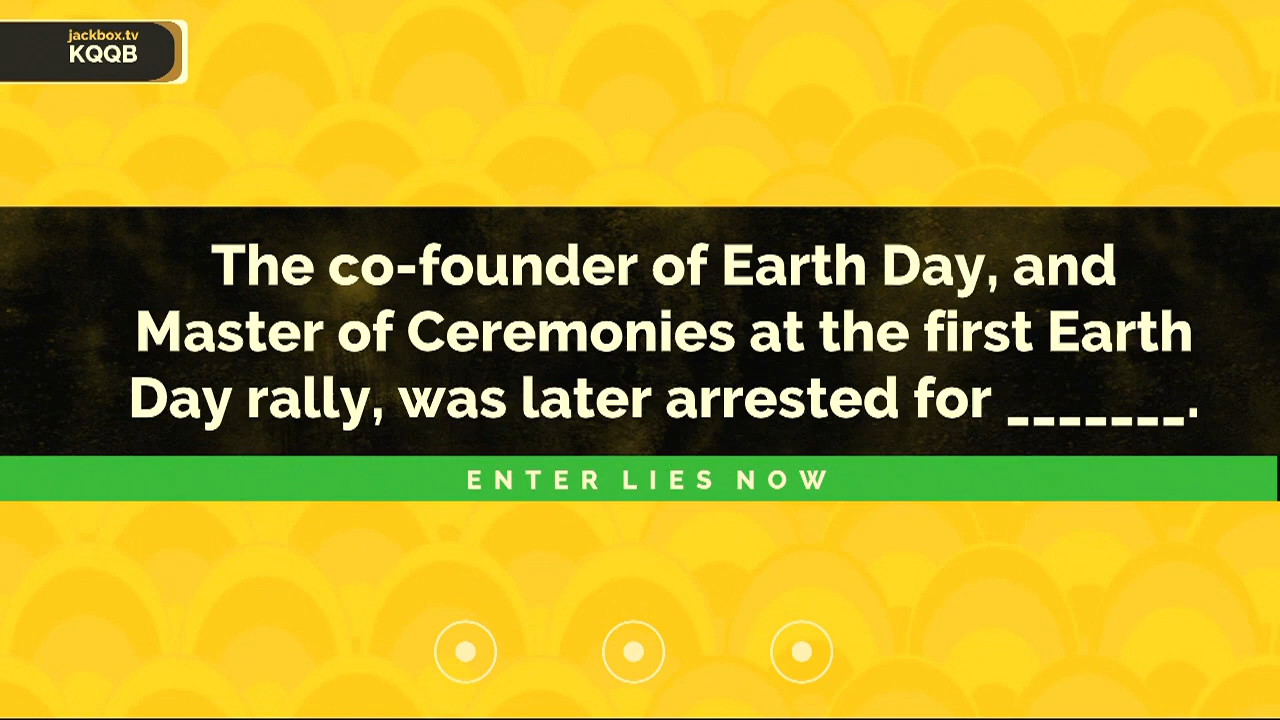 jackbox.tv
KQQB
The co-founder of Earth Day, and
Master of Ceremonies at the first Earth
Day rally, was later arrested for _______.
ENTER LIES NOW